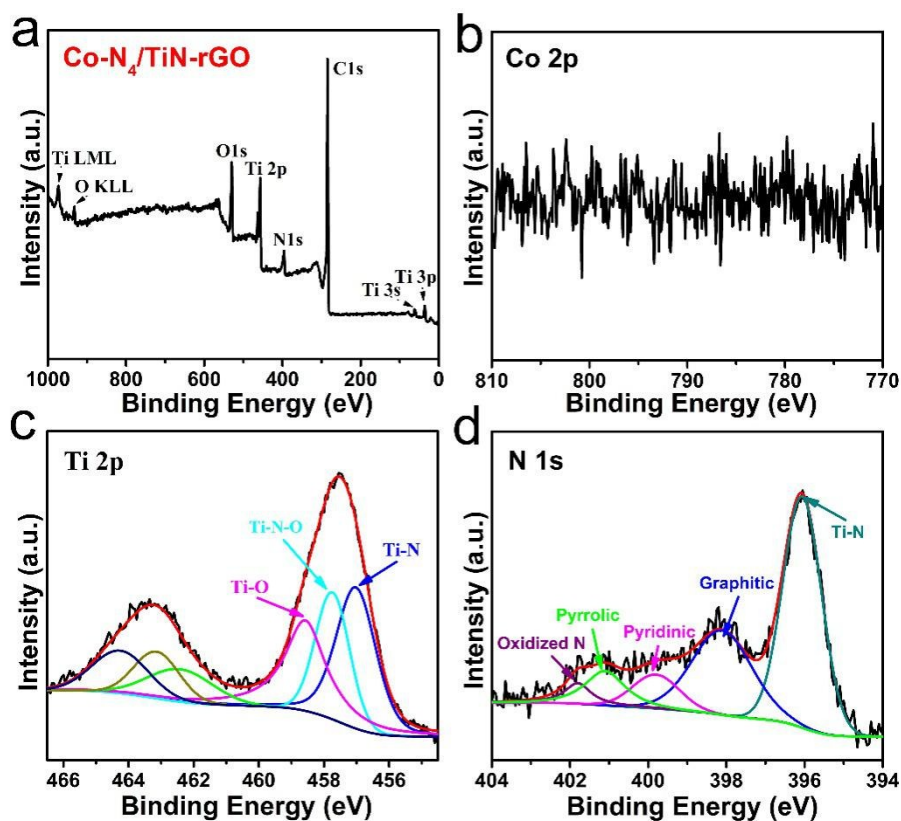 a
Co-N₄/TiN-rGO
C1s
Ti LML
O KLL
O1s
Ti 2p
N1s
Ti 3s
Ti 3p
Intensity (a.u.)
1000 800 600 400 200 0
Binding Energy (eV)
b
Co 2p
Intensity (a.u.)
810 800 790 780 770
Binding Energy (eV)
c
Ti 2p
Ti-N-O
Ti-N
Ti-O
Intensity (a.u.)
466 464 462 460 458 456
Binding Energy (eV)
d
N 1s
Ti-N
Graphitic
Pyrrolic
Pyridinic
Oxidized N
Intensity (a.u.)
404 402 400 398 396 394
Binding Energy (eV)